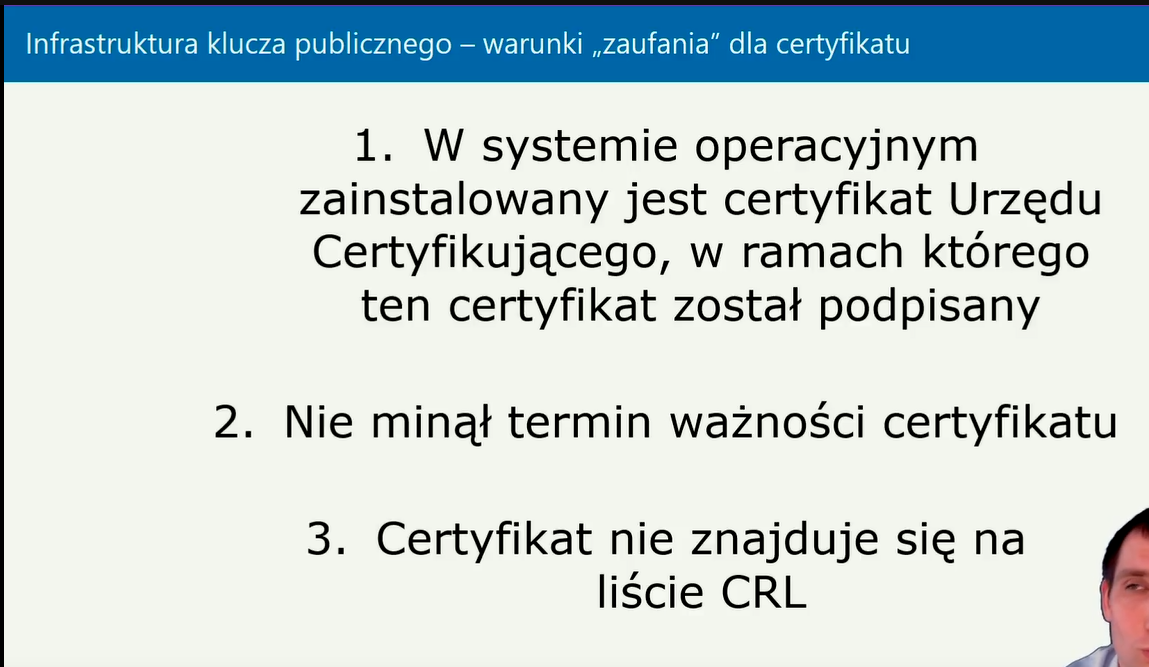 Infrastruktura klucza publicznego – warunki „zaufania” dla certyfikatu
1. W systemie operacyjnym
zainstalowany jest certyfikat Urzędu
Certyfikującego, w ramach którego
ten certyfikat został podpisany
2. Nie minął termin ważności certyfikatu
3. Certyfikat nie znajduje się na
liście CRL